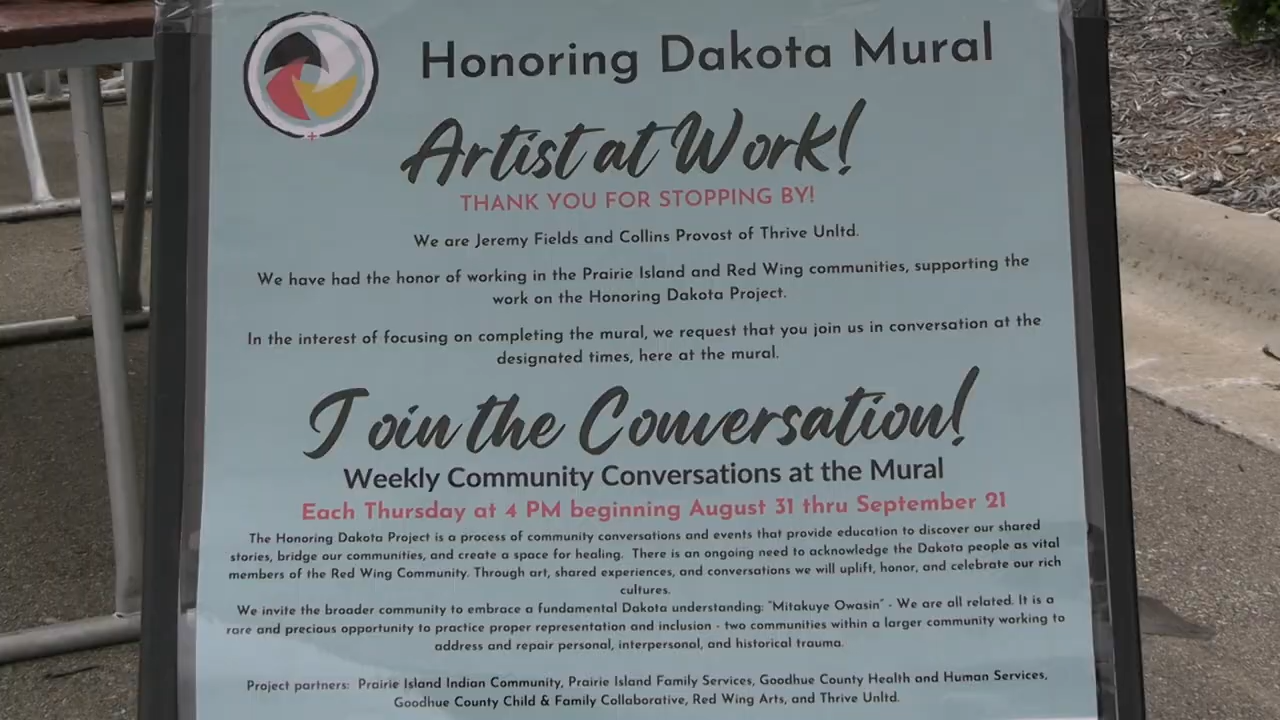 Honoring Dakota Mural
Artist at Work!
THANK YOU FOR STOPPING BY!
We are Jeremy Fields and Collins Provost of Thrive Unltd.
We have had the honor of working in the Prairie Island and Red Wing communities, supporting the
work on the Honoring Dakota Project.
In the interest of focusing on completing the mural, we request that you join us in conversation at the
designated times, here at the mural.
Join the Conversation!
Weekly Community Conversations at the Mural
Each Thursday at 4 PM beginning August 31 thru September 21
The Honoring Dakota Project is a process of community conversations and events that provide education to discover our shared
stories, bridge our communities, and create a space for healing. There is an ongoing need to acknowledge the Dakota people as vital
members of the Red Wing Community. Through art, shared experiences, and conversations we will uplift, honor, and celebrate our rich
cultures.
We invite the broader community to embrace a fundamental Dakota understanding: "Mitakuye Owasin" - We are all related. It is a
rare and precious opportunity to practice proper representation and inclusion - two communities within a larger community working to
address and repair personal, interpersonal, and historical trauma.
Project partners: Prairie Island Indian Community, Prairie Island Family Services, Goodhue County Health and Human Services,
Goodhue County Child & Family Collaborative, Red Wing Arts, and Thrive Unltd.